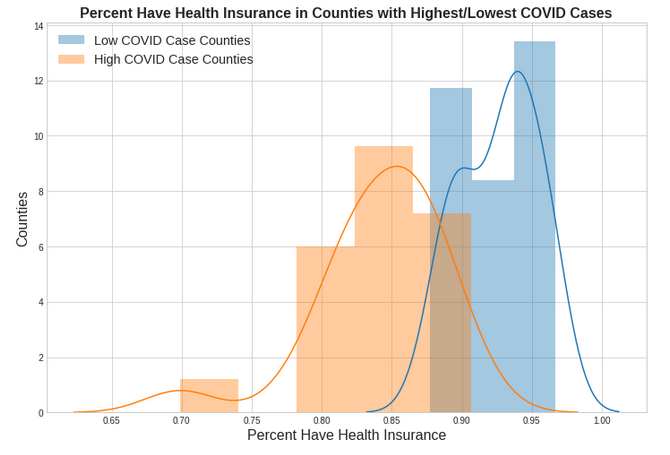 Percent Have Health Insurance in Counties with Highest/Lowest COVID Cases
Low COVID Case Counties
High COVID Case Counties
14
12
10
8
6
4
2
0
Counties
0.65 0.70 0.75 0.80 0.85 0.90 0.95 1.00
Percent Have Health Insurance